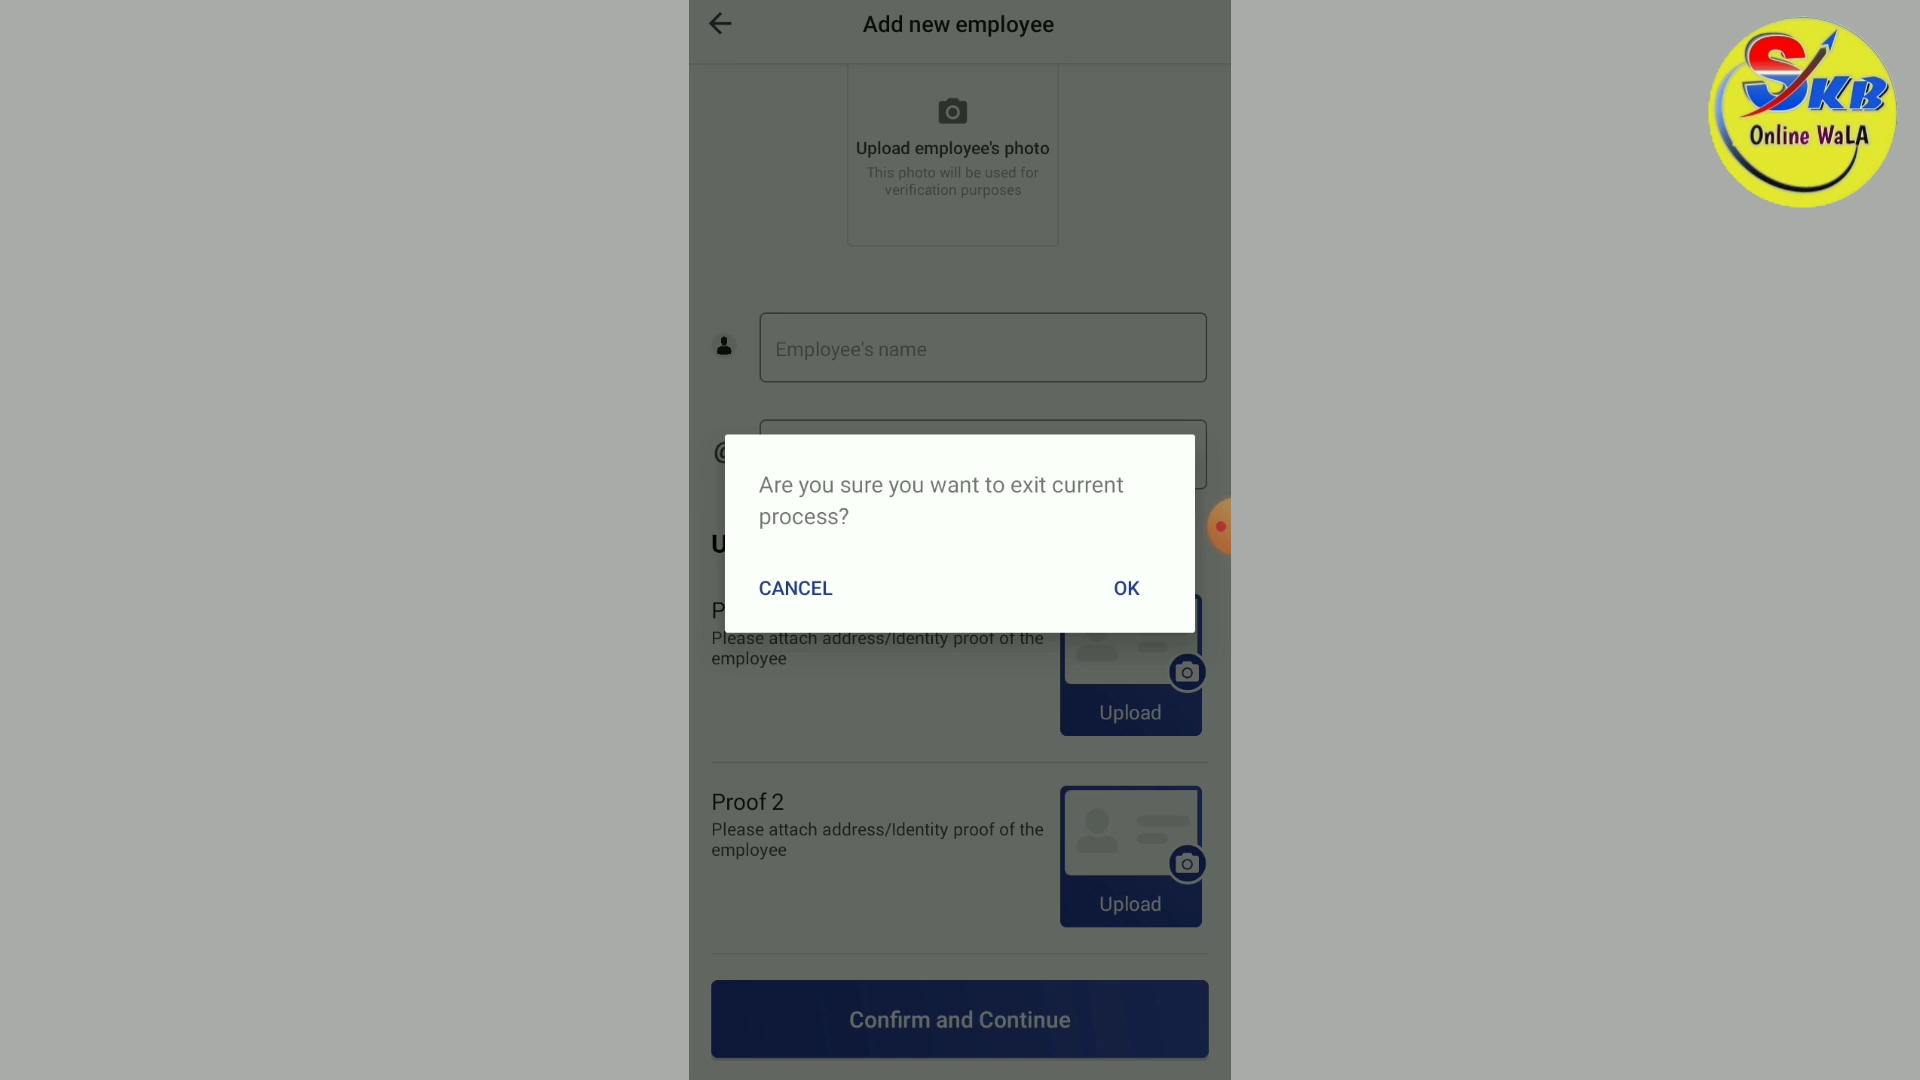 Add new employee
SKB
Online WaLA
Upload employee's photo
This photo will be used for
verification purposes
Employee's name
Are you sure you want to exit current
process?
CANCEL
OK
Please attach address/Identity proof of the
employee
Upload
Proof 2
Please attach address/Identity proof of the
employee
Upload
Confirm and Continue